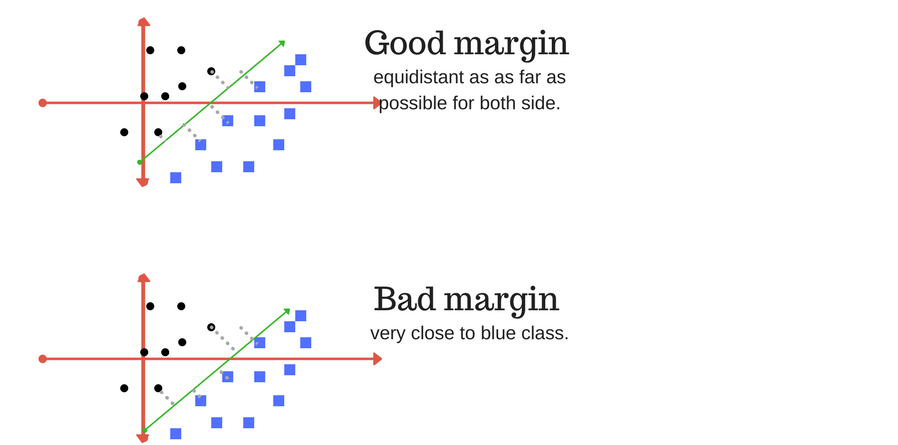 Good margin
equidistant as as far as
possible for both side.
Bad margin
very close to blue class.